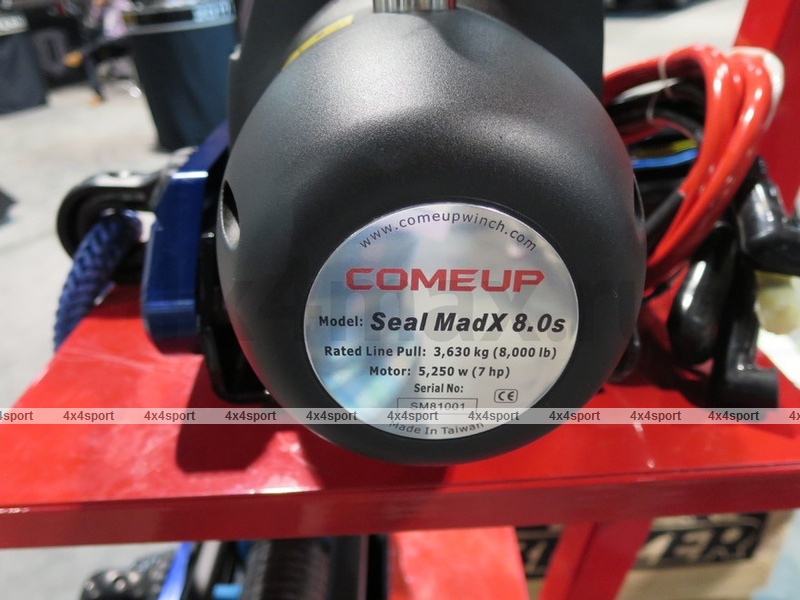 www.comeupwinch.com
COMEUP
Model: Seal MadX 8.0s
Rated Line Pull: 3,630 kg (8,000 lb)
Motor: 5,250 w (7 hp)
Serial No:
SM81001
CE
4x4sport 4x4sport 4x4sport 4x4sport 4x4sport 4x4sport 4x4sport 4x4sport 4x4sport
Made In Taiwan